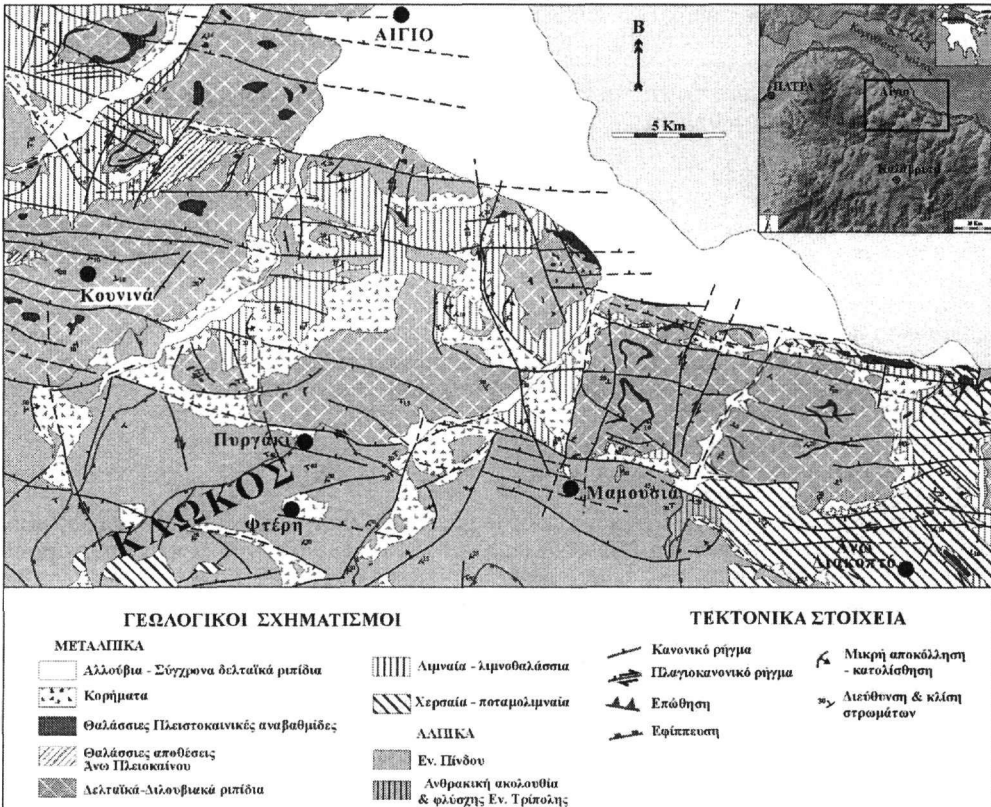 ΑΙΓΙΟ
Β
5 Km
ΠΑΤΡΑ
Αίγιο
Καλάβρυτα
Κουνινά
Πυργάκι
ΚΛΩΚΟΣ
Φτέρη
Μαμουσιά
Άνω
Διακοπτό
ΓΕΩΛΟΓΙΚΟΙ ΣΧΗΜΑΤΙΣΜΟΙ
ΜΕΤΑΛΠΙΚΑ
Αλλούβια - Σύγχρονα δελταϊκά ριπίδια
Κορήματα
Θαλάσσιες Πλειστοκαινικές αναβαθμίδες
Θαλάσσιες αποθέσεις
Άνω Πλειοκαίνου
Δελταϊκά-Διλουβιακά ριπίδια
Λιμναία - λιμνοθαλάσσια
Χερσαία - ποταμολιμναία
ΑΛΠΙΚΑ
Εν. Πίνδου
Ανθρακική ακολουθία
& φλύσχης Εν. Τρίπολης
ΤΕΚΤΟΝΙΚΑ ΣΤΟΙΧΕΙΑ
Κανονικό ρήγμα
Πλαγιοκανονικό ρήγμα
Επώθηση
Εφίππευση
Μικρή αποκόλληση
- κατολίσθηση
30
Διεύθυνση & κλίση
στρωμάτων